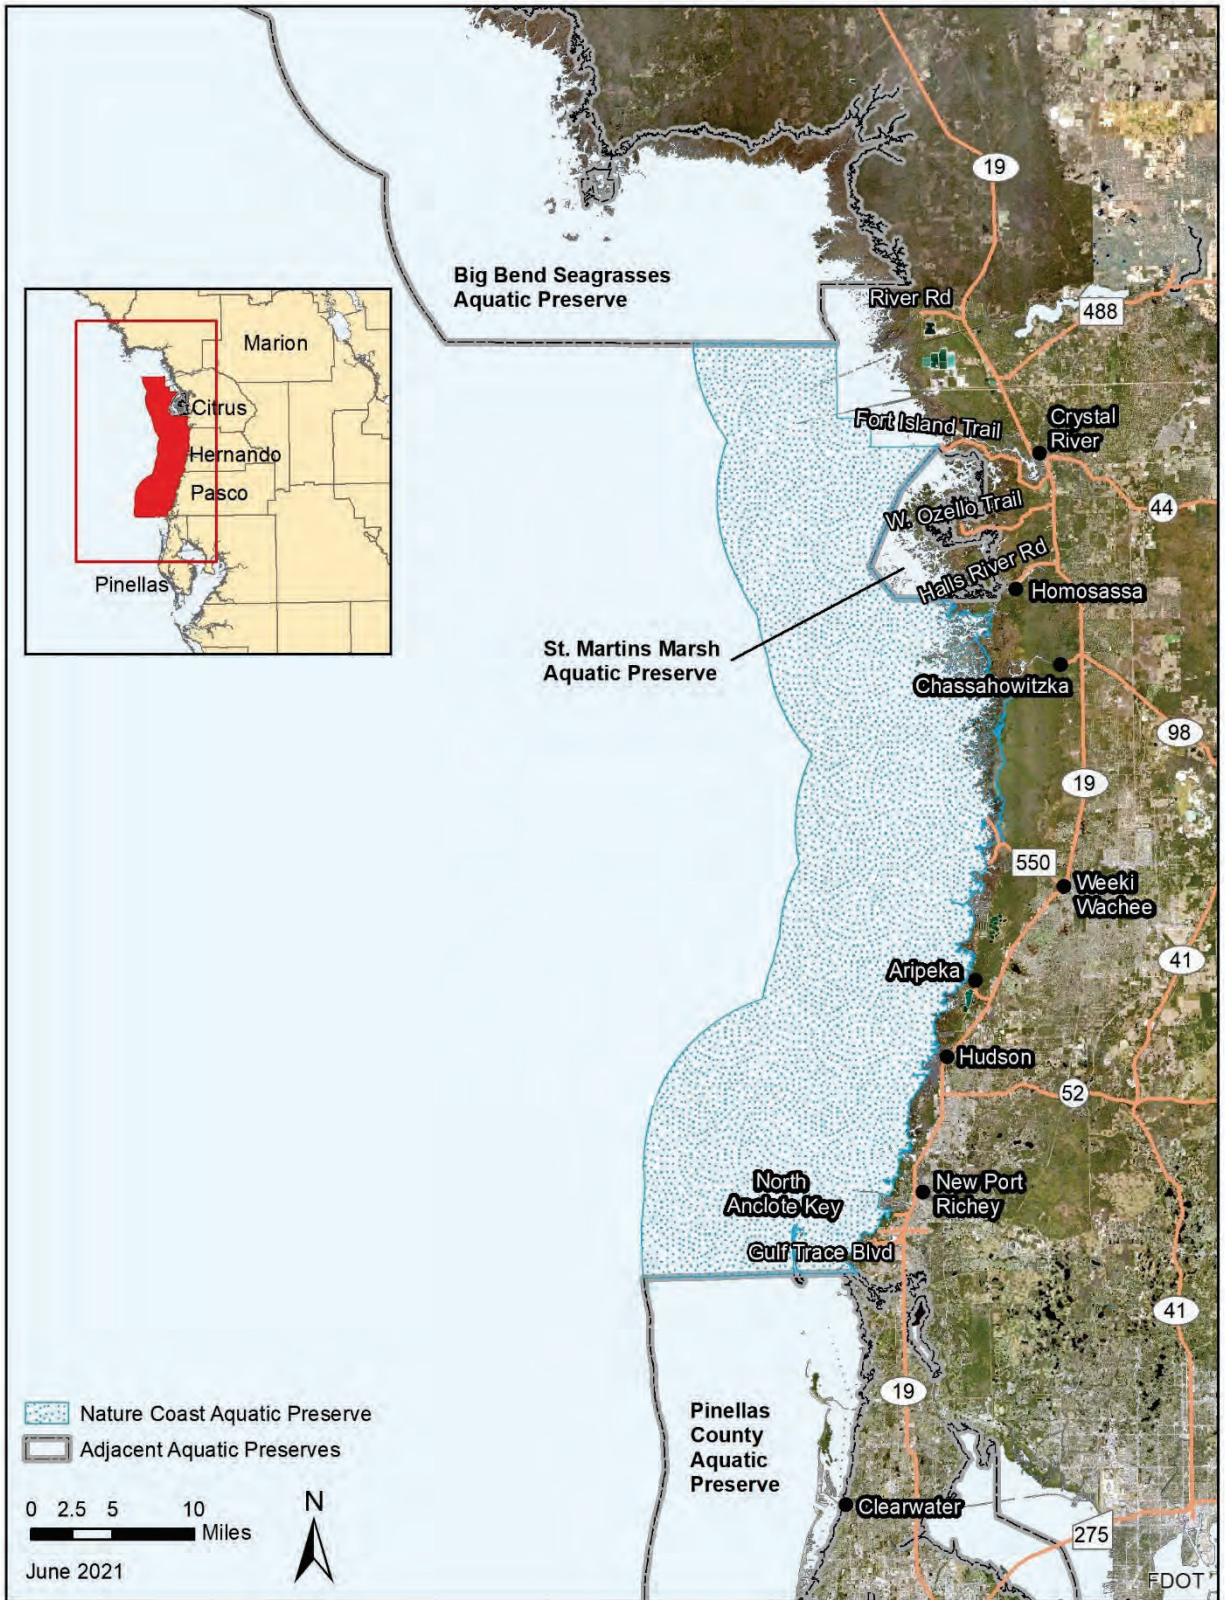 19
Big Bend Seagrasses
Aquatic Preserve
River Rd
488
Marion
Citrus
Hernando
Pasco
Pinellas
Fort Island Trail
Crystal
River
44
W. Ozello Trail
Halls River Rd
Homosassa
St. Martins Marsh
Aquatic Preserve
Chassahowitzka
98
19
550
Weeki
Wachee
41
Aripeka
Hudson
52
North
Anclote Key
New Port
Richey
Gulf Trace Blvd
41
19
Pinellas
County
Aquatic
Preserve
Nature Coast Aquatic Preserve
Adjacent Aquatic Preserves
Clearwater
0 2.5 5 10
Miles
N
275
June 2021
FDOT